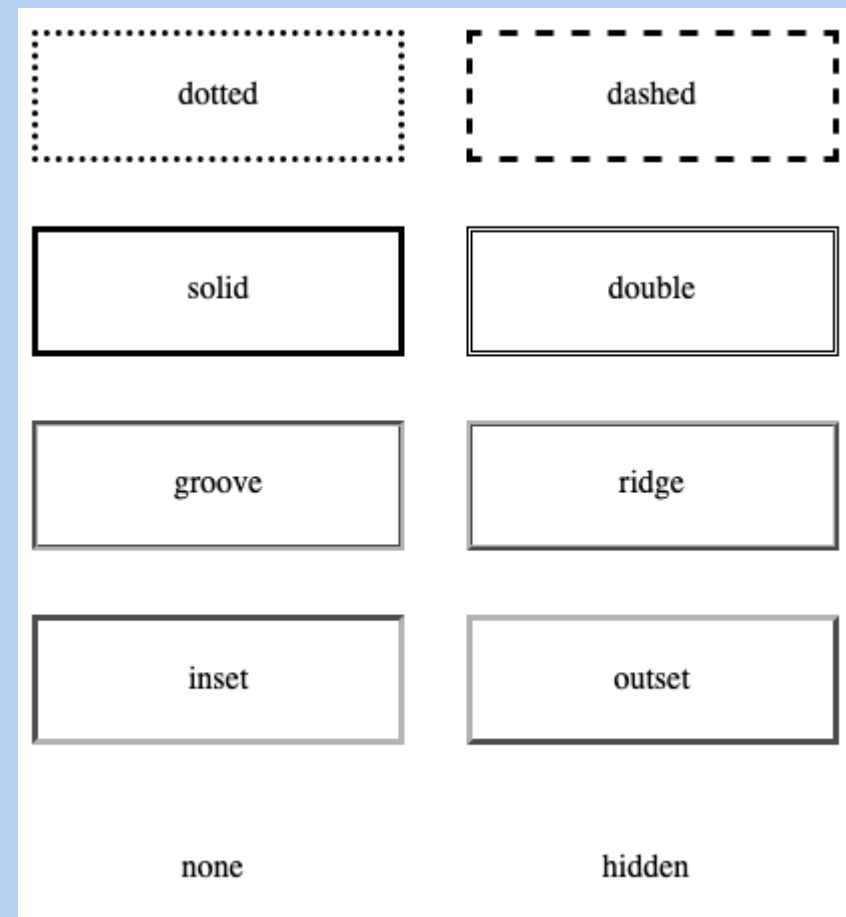 dotted
dashed
solid
double
groove
ridge
inset
outset
none
hidden